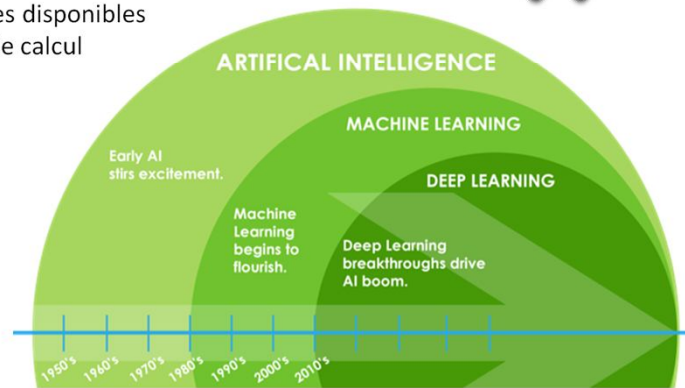 es disponibles
e calcul
ARTIFICAL INTELLIGENCE
MACHINE LEARNING
DEEP LEARNING
Early AI
stirs excitement.
Machine
Learning
begins to
flourish.
Deep Learning
breakthroughs drive
AI boom.
1950's 1960's 1970's 1980's 1990's 2000's 2010's